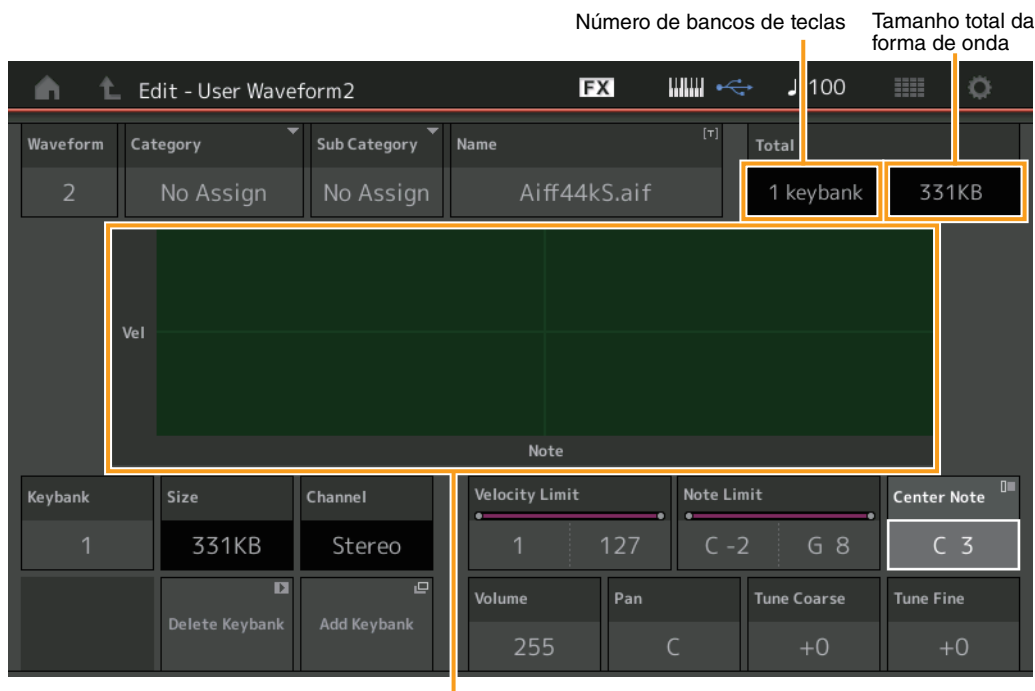 Número de bancos de teclas
Tamanho total da
forma de onda
Edit - User Waveform2
FX
100
Waveform
Category
Sub Category
Name
[T]
Total
2
No Assign
No Assign
Aiff44kS.aif
1 keybank
331KB
Vel
Note
Keybank
Size
Channel
Velocity Limit
Note Limit
Center Note
1
331KB
Stereo
1
127
C -2
G 8
C 3
Delete Keybank
Add Keybank
Volume
Pan
Tune Coarse
Tune Fine
255
C
+0
+0